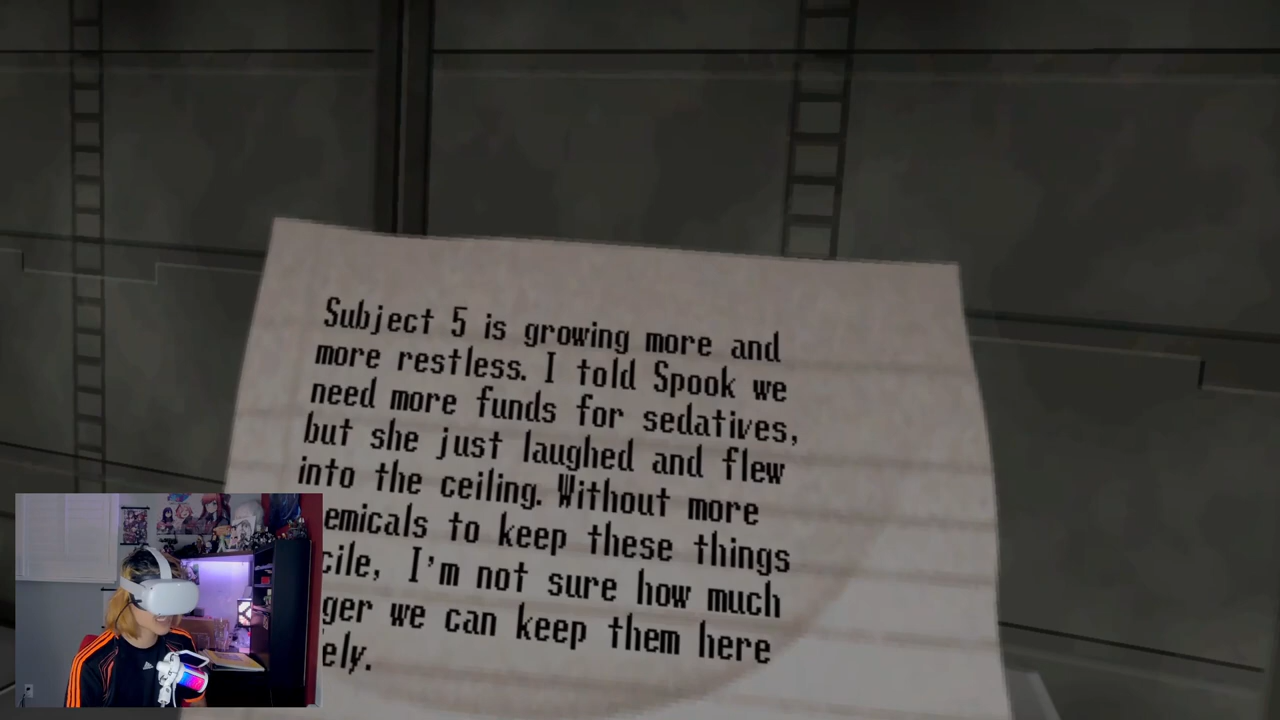 Subject 5 is growing more and
more restless. I told Spook we
need more funds for sedatives,
but she just laughed and flew
into the ceiling. Without more
emicals to keep these things
cile, I'm not sure how much
ger we can keep them here
ely.